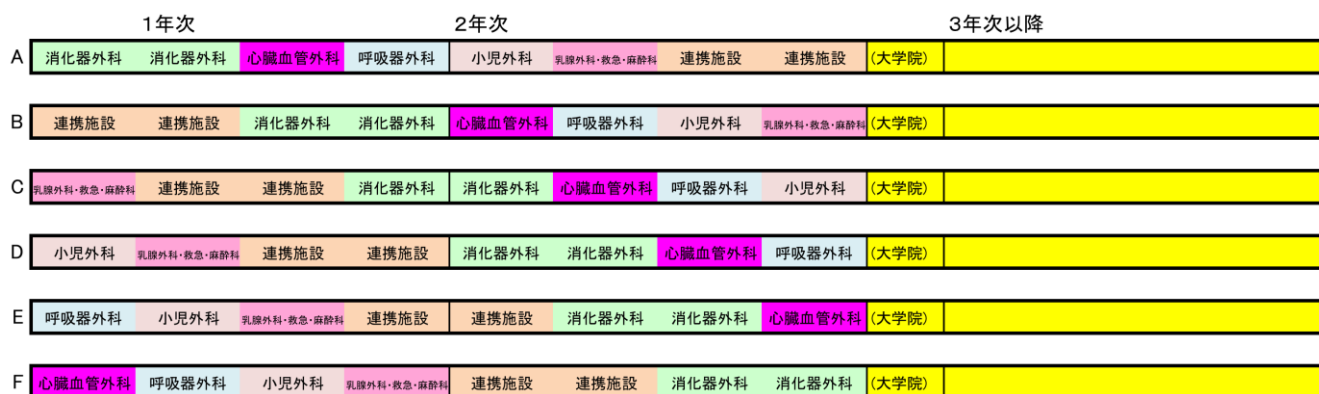 1年次 2年次 3年次以降
A 消化器外科 消化器外科 心臓血管外科 呼吸器外科 小児外科 乳腺外科・救急・麻酔科 連携施設 連携施設 (大学院)
B 連携施設 連携施設 消化器外科 消化器外科 心臓血管外科 呼吸器外科 小児外科 乳腺外科・救急・麻酔科 (大学院)
C 乳腺外科・救急・麻酔科 連携施設 連携施設 消化器外科 消化器外科 心臓血管外科 呼吸器外科 小児外科 (大学院)
D 小児外科 乳腺外科・救急・麻酔科 連携施設 連携施設 消化器外科 消化器外科 心臓血管外科 呼吸器外科 (大学院)
E 呼吸器外科 小児外科 乳腺外科・救急・麻酔科 連携施設 連携施設 消化器外科 消化器外科 心臓血管外科 (大学院)
F 心臓血管外科 呼吸器外科 小児外科 乳腺外科・救急・麻酔科 連携施設 連携施設 消化器外科 消化器外科 (大学院)